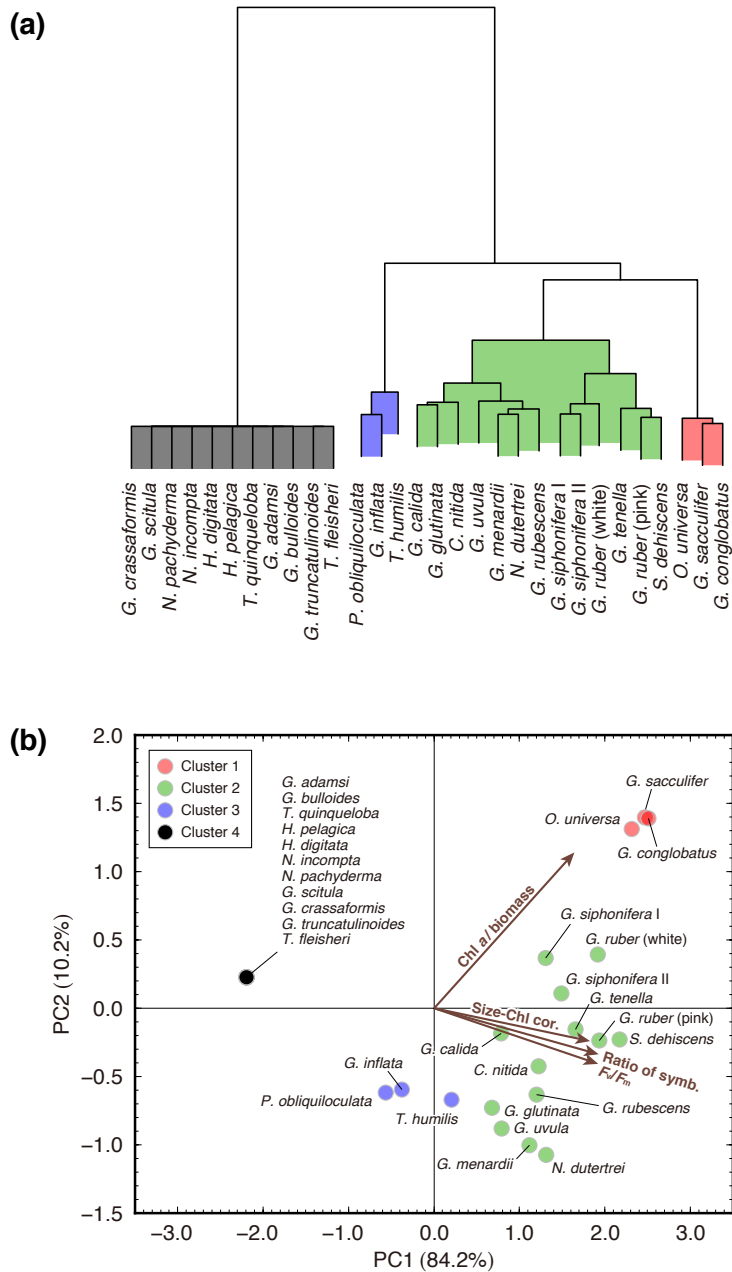 (a)
G. crassaformis
G. scitula
N. pachyderma
N. incompta
H. digitata
H. pelagica
T. quinqueloba
G. adamsi
G. bulloides
G. truncatulinoides
T. fleisheri
P. obliquiloculata
G. inflata
T. humilis
G. calida
G. glutinata
C. nitida
G. uvula
G. menardii
N. dutertrei
G. rubescens
G. siphonifera I
G. siphonifera II
G. ruber (white)
G. tenella
G. ruber (pink)
S. dehiscens
O. universa
G. sacculifer
G. conglobatus
(b)
2.0
1.5
1.0
0.5
0.0
−0.5
−1.0
−1.5
PC2 (10.2%)
Cluster 1
Cluster 2
Cluster 3
Cluster 4
G. adamsi
G. bulloides
T. quinqueloba
H. pelagica
H. digitata
N. incompta
N. pachyderma
G. scitula
G. crassaformis
G. truncatulinoides
T. fleisheri
G. sacculifer
O. universa
G. conglobatus
Chl a / biomass
G. siphonifera I
G. ruber (white)
G. siphonifera II
G. tenella
Size-Chl cor.
G. ruber (pink)
S. dehiscens
G. calida
Ratio of symb.
Fv/Fm
C. nitida
G. inflata
P. obliquiloculata
T. humilis
G. rubescens
G. glutinata
G. uvula
G. menardii
N. dutertrei
−3.0 −2.0 −1.0 0.0 1.0 2.0 3.0
PC1 (84.2%)